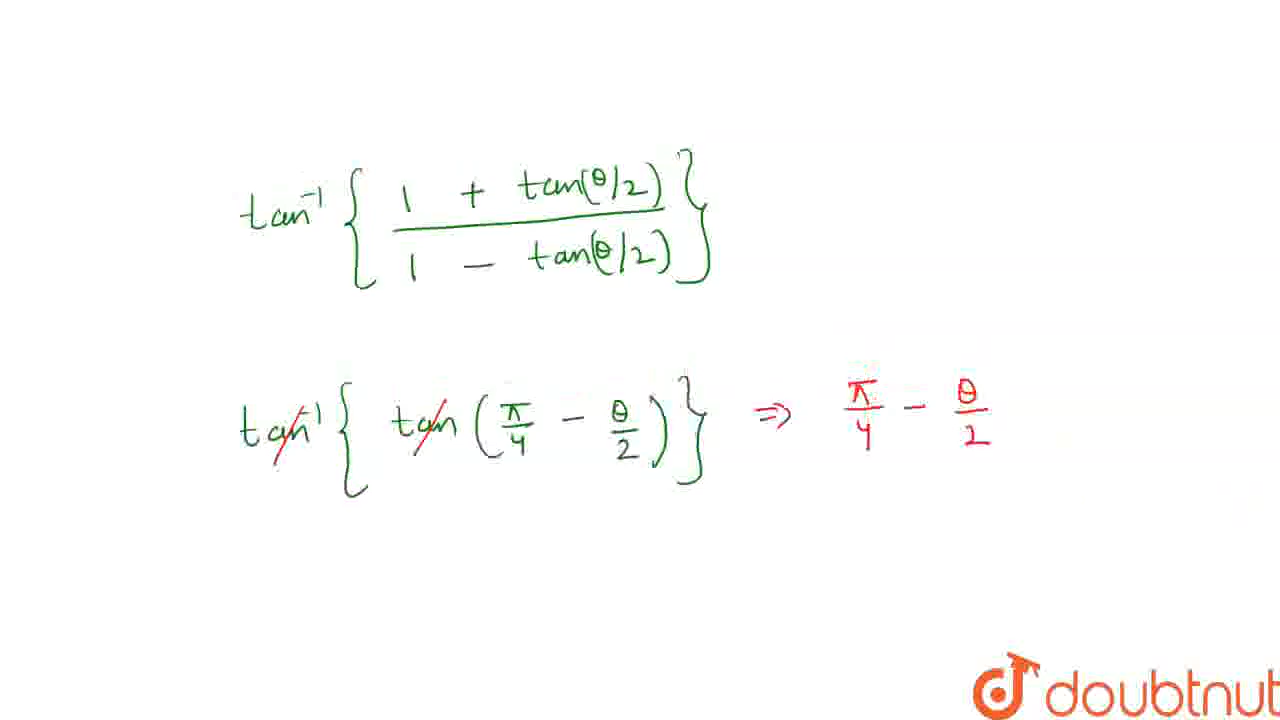 tan⁻¹ { 1 + tan(θ/2) / 1 − tan(θ/2) }
tan⁻¹ { tan ( π/4 − θ/2 ) } ⇒ π/4 − θ/2
doubtnut